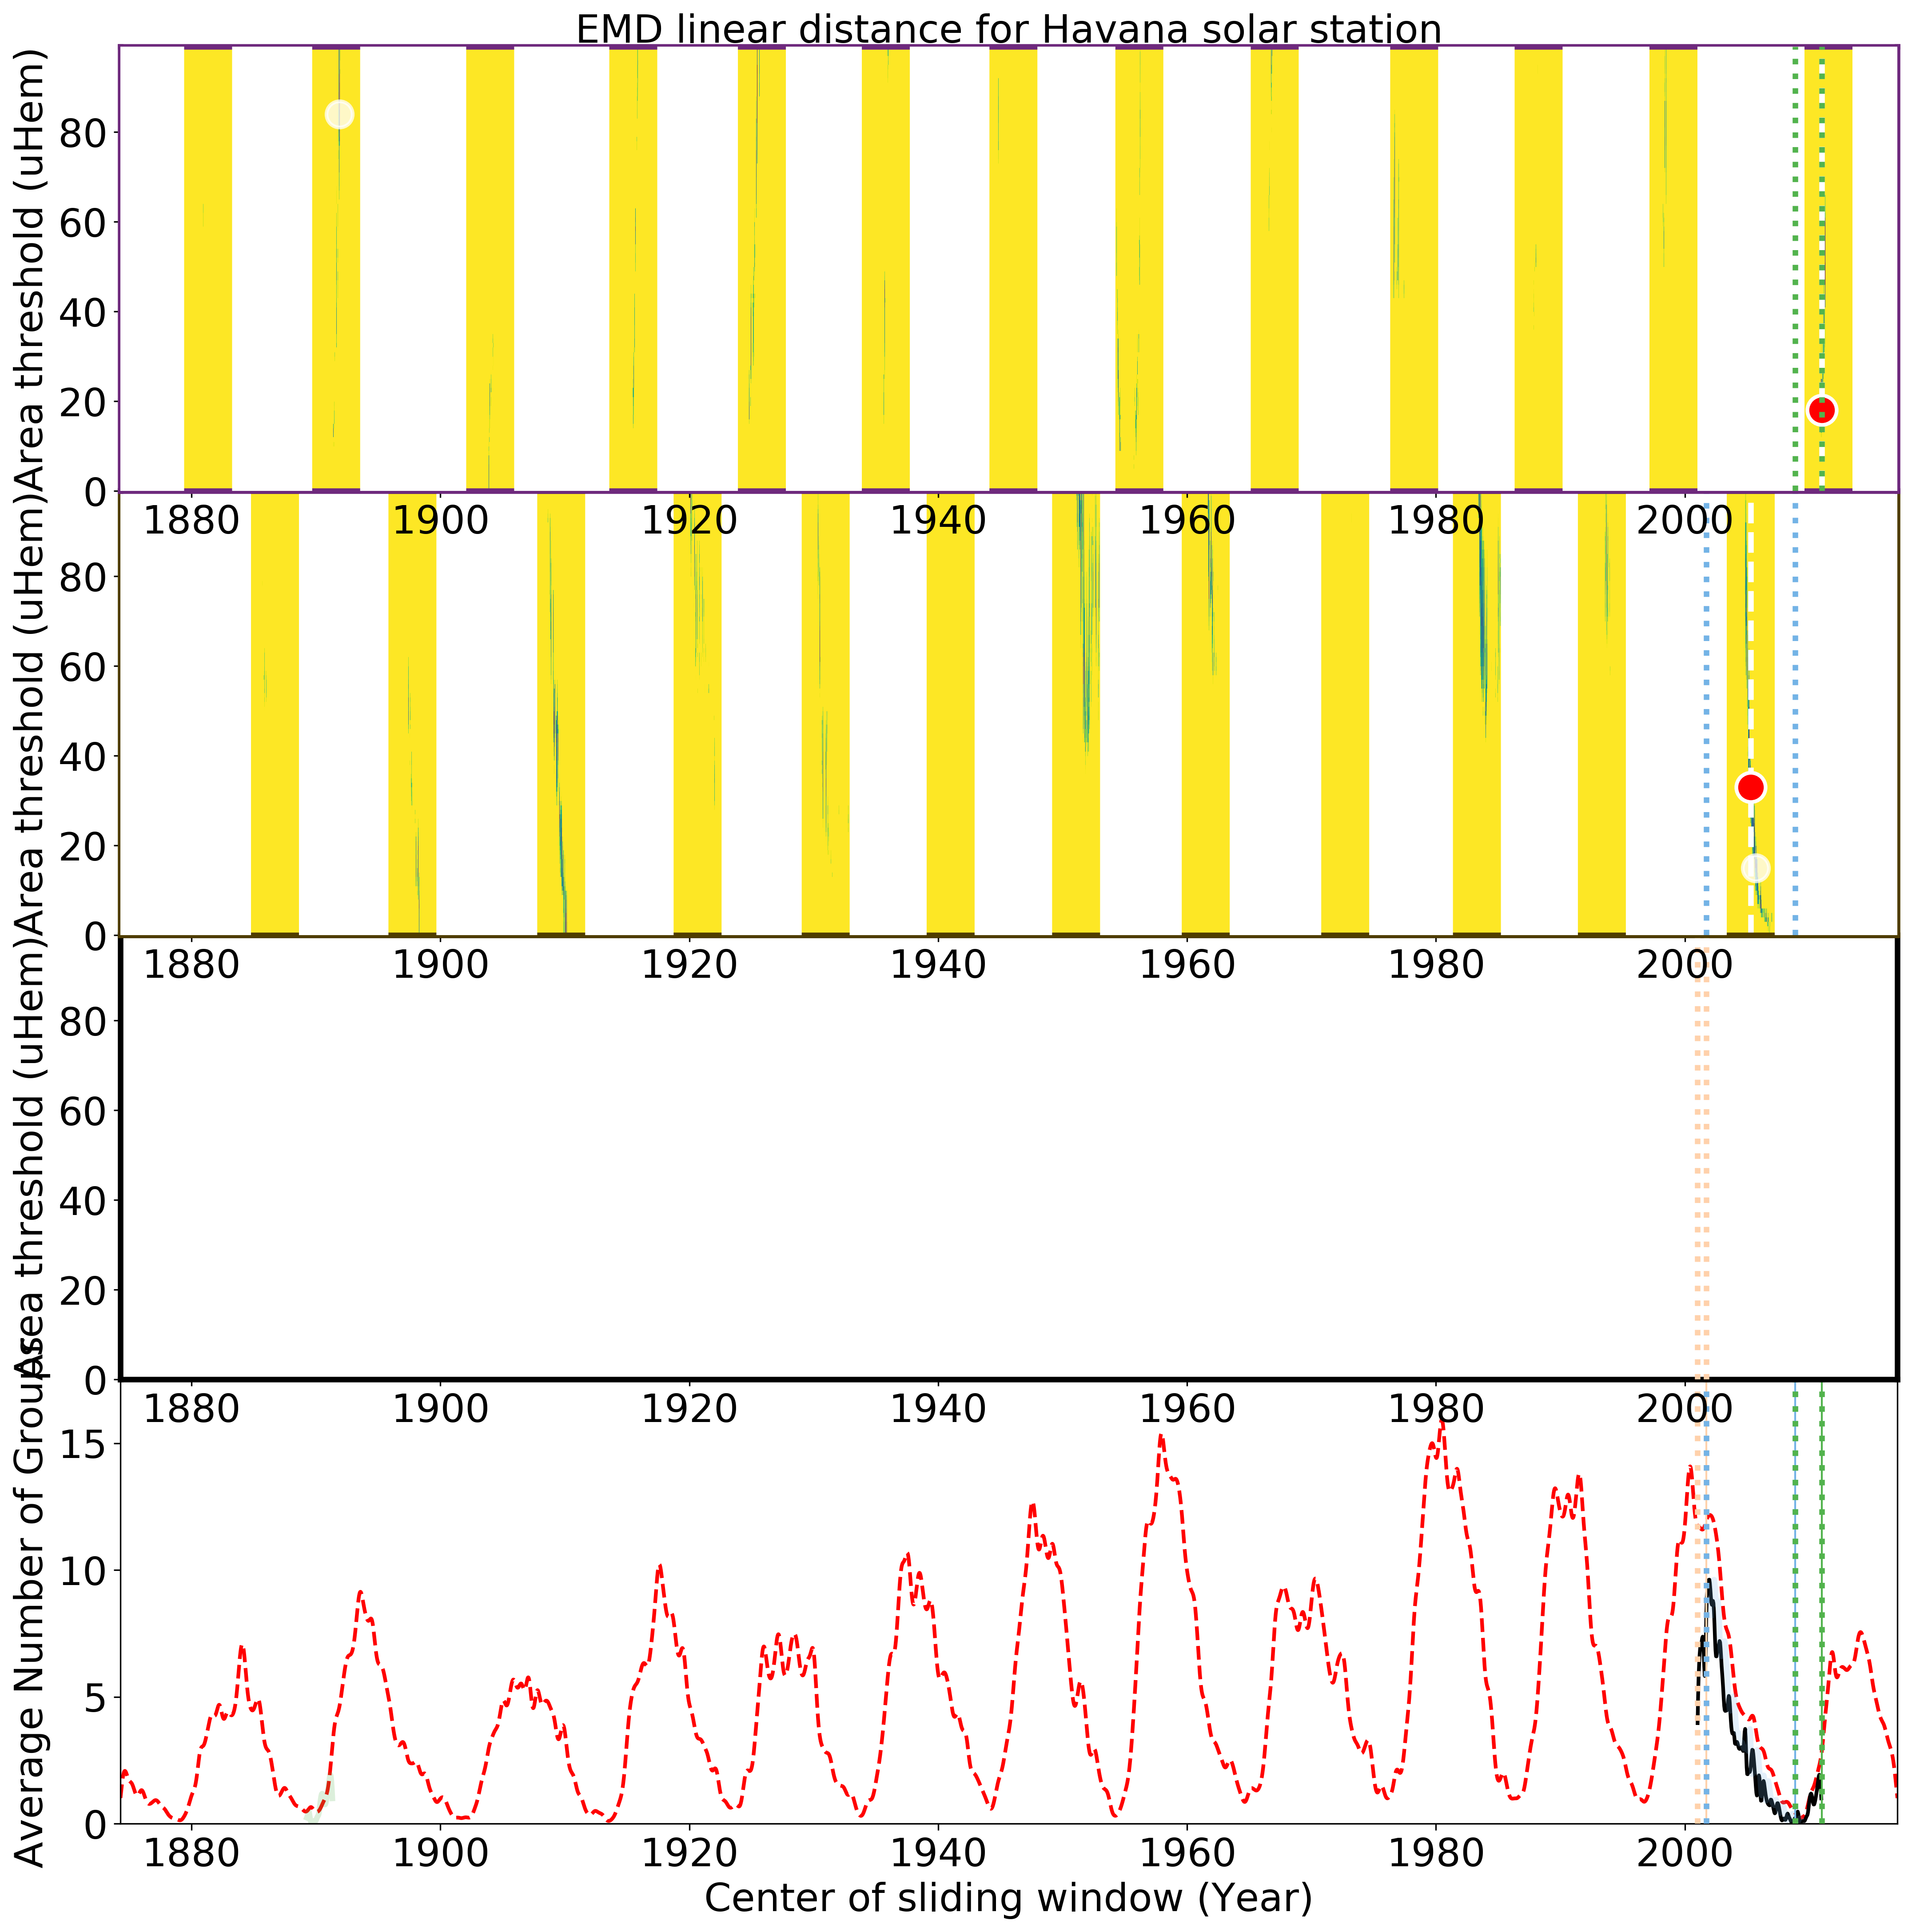 EMD linear distance for Havana solar station
Area threshold (uHem)
80
60
40
20
0
1880 1900 1920 1940 1960 1980 2000
Area threshold (uHem)
80
60
40
20
0
1880 1900 1920 1940 1960 1980 2000
Area threshold (uHem)
80
60
40
20
0
1880 1900 1920 1940 1960 1980 2000
Average Number of Groups
15
10
5
0
1880 1900 1920 1940 1960 1980 2000
Center of sliding window (Year)